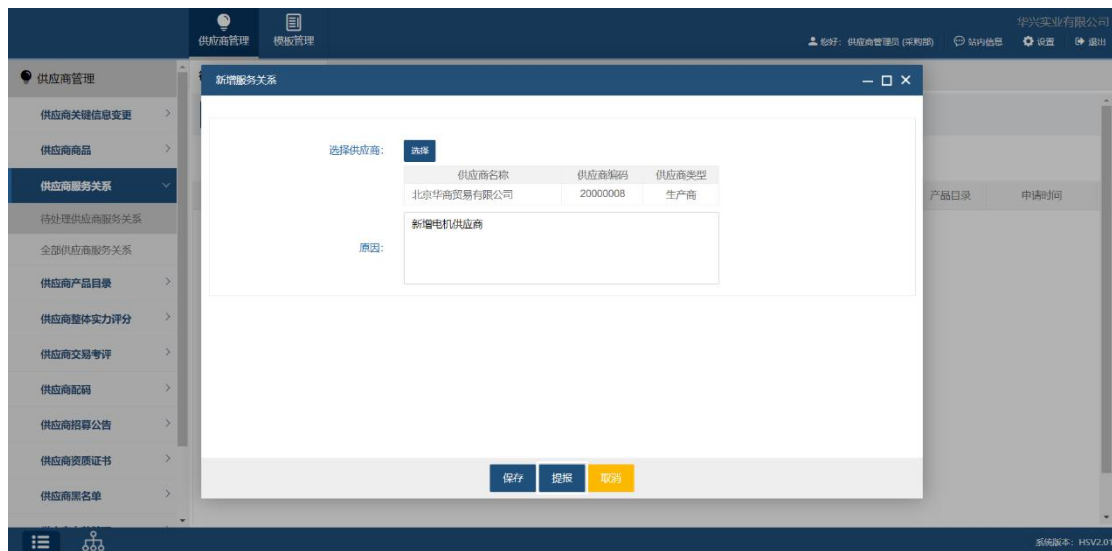 华兴实业有限公司
供应商管理
模板管理
您好：供应商管理员 (采购部)
站内信息
设置
退出
供应商管理
供应商关键信息变更
供应商商品
供应商服务关系
待处理供应商服务关系
全部供应商服务关系
供应商产品目录
供应商整体实力评分
供应商交易考评
供应商配码
供应商招募公告
供应商资质证书
供应商黑名单
新增服务关系
选择供应商：
选择
供应商名称 供应商编码 供应商类型
北京华商贸易有限公司 20000008 生产商
原因：
新增电机供应商
保存
提报
取消
产品目录 申请时间
系统版本：HSV2.01